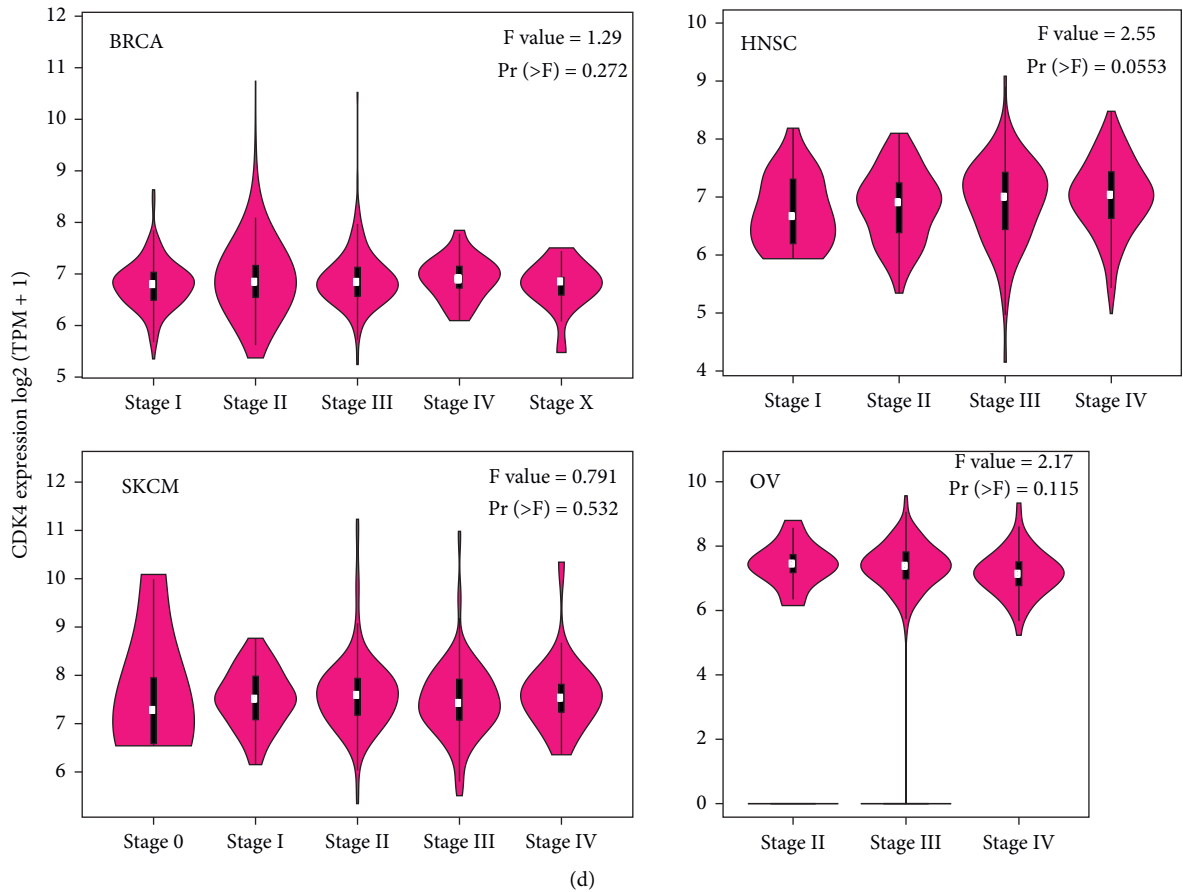 CDK4 expression log2 (TPM + 1)
BRCA
F value = 1.29
Pr (>F) = 0.272
12
11
10
9
8
7
6
5
Stage I Stage II Stage III Stage IV Stage X
HNSC
F value = 2.55
Pr (>F) = 0.0553
10
9
8
7
6
5
4
Stage I Stage II Stage III Stage IV
SKCM
F value = 0.791
Pr (>F) = 0.532
12
11
10
9
8
7
6
Stage 0 Stage I Stage II Stage III Stage IV
OV
F value = 2.17
Pr (>F) = 0.115
10
8
6
4
2
0
Stage II Stage III Stage IV
(d)